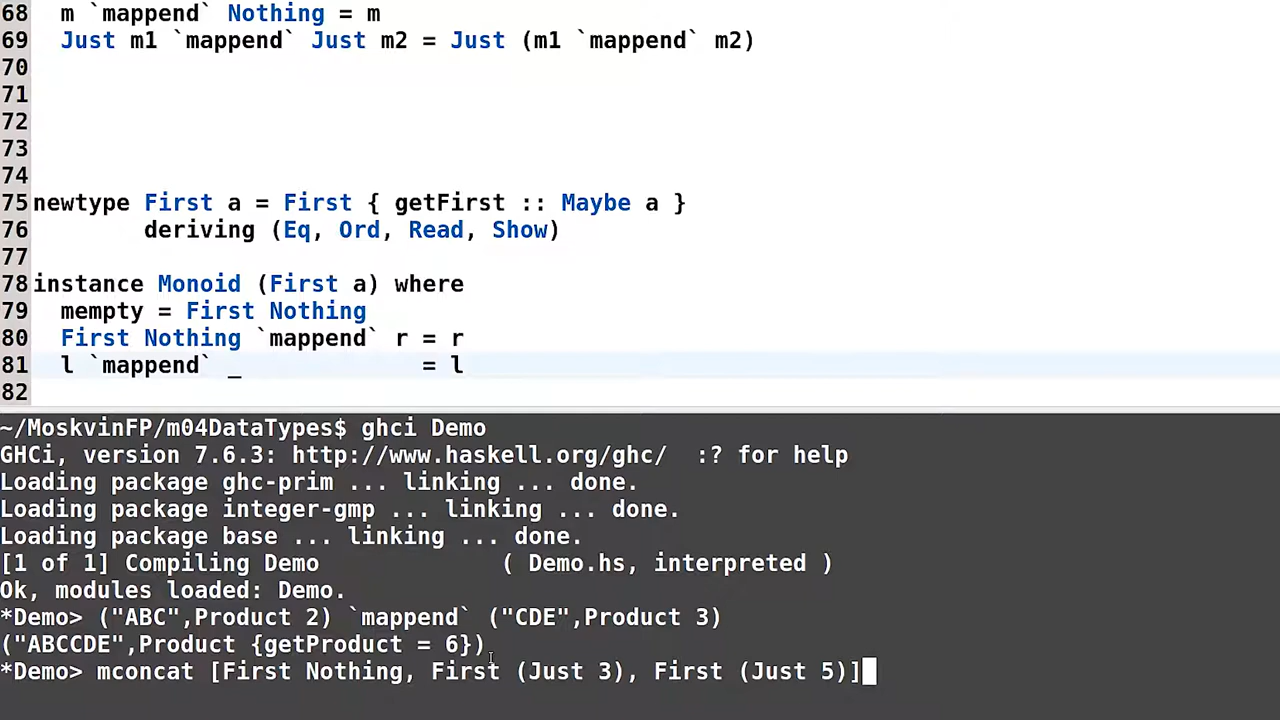 68  m `mappend` Nothing = m
69  Just m1 `mappend` Just m2 = Just (m1 `mappend` m2)
70
71
72
73
74
75newtype First a = First { getFirst :: Maybe a }
76        deriving (Eq, Ord, Read, Show)
77
78instance Monoid (First a) where
79  mempty = First Nothing
80  First Nothing `mappend` r = r
81  l `mappend` _             = l
82
~/MoskvinFP/m04DataTypes$ ghci Demo
GHCi, version 7.6.3: http://www.haskell.org/ghc/  :? for help
Loading package ghc-prim ... linking ... done.
Loading package integer-gmp ... linking ... done.
Loading package base ... linking ... done.
[1 of 1] Compiling Demo             ( Demo.hs, interpreted )
Ok, modules loaded: Demo.
*Demo> ("ABC",Product 2) `mappend` ("CDE",Product 3)
("ABCCDE",Product {getProduct = 6})
*Demo> mconcat [First Nothing, First (Just 3), First (Just 5)]